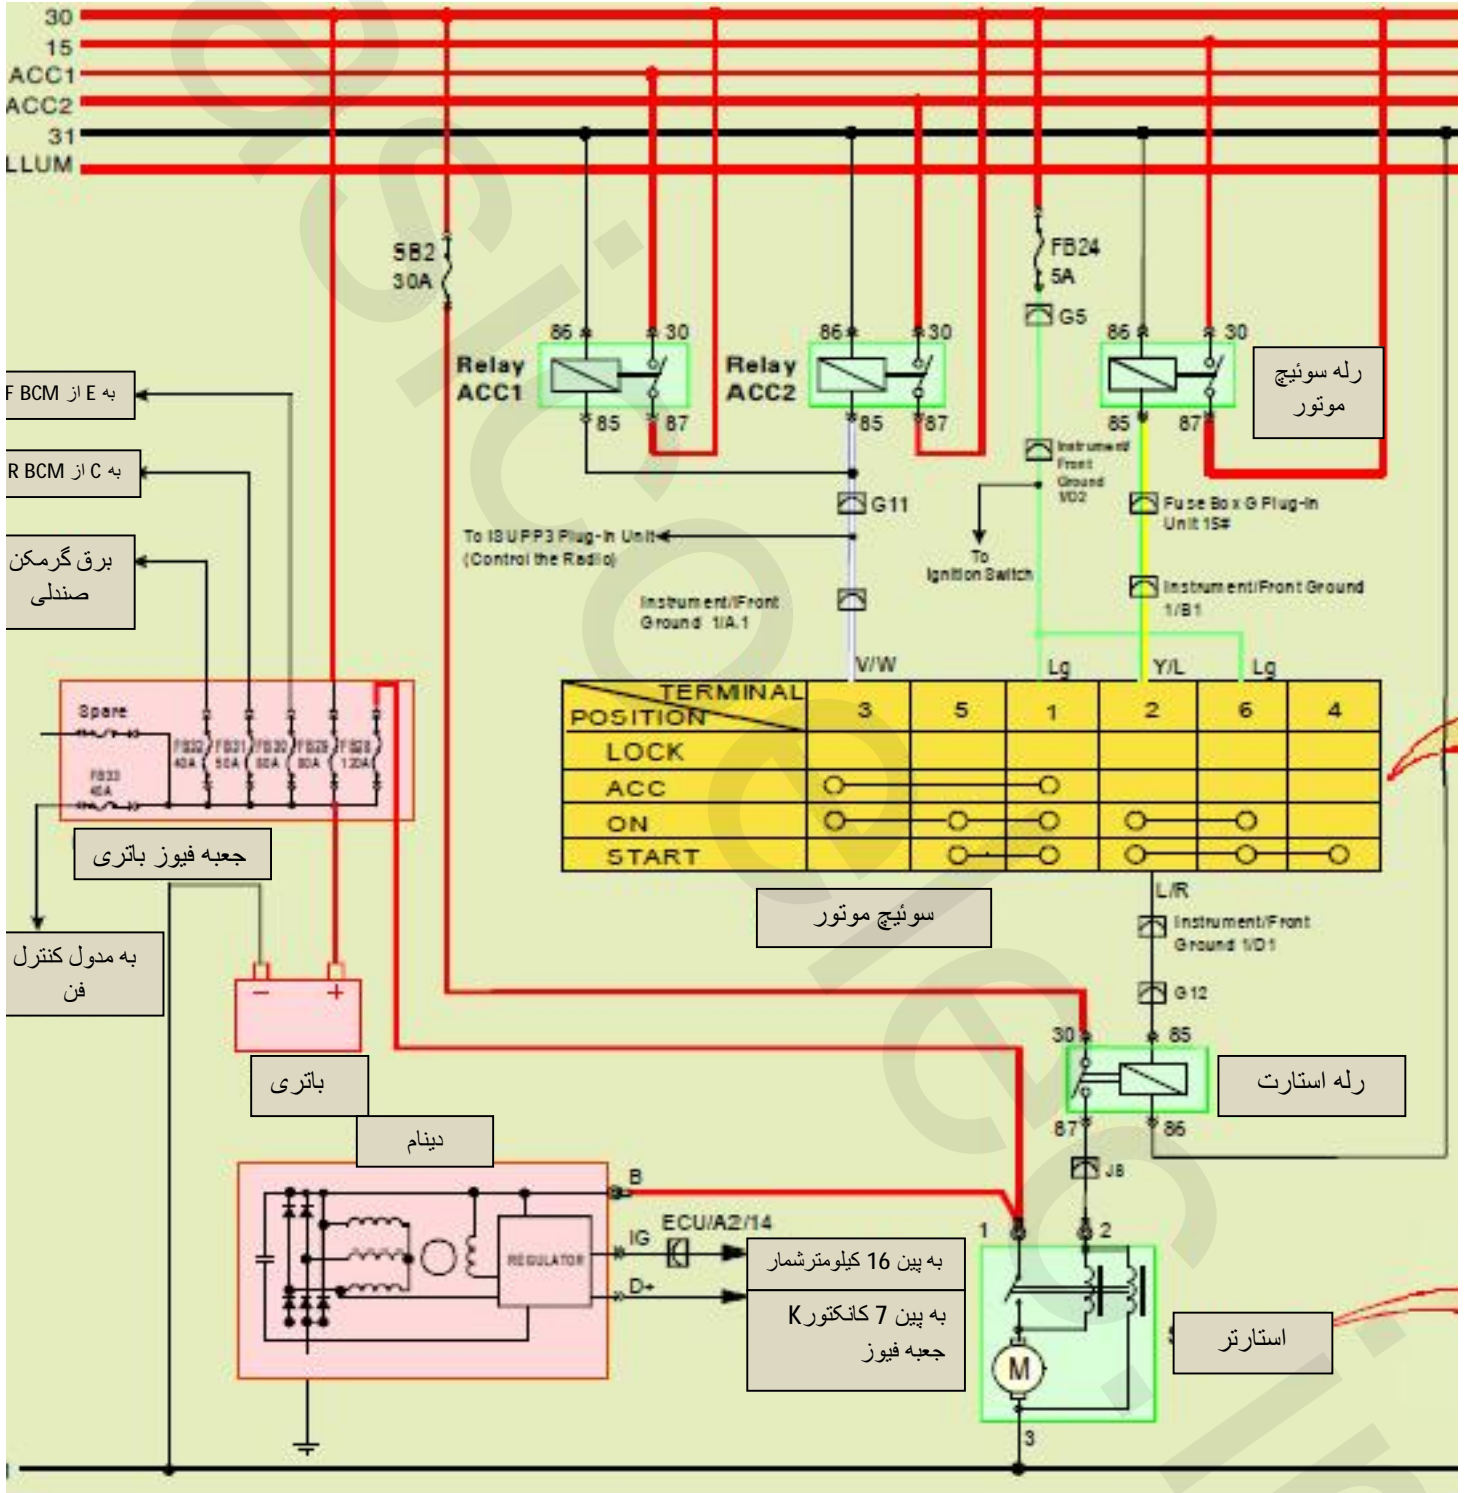 30
15
ACC1
ACC2
31
LLUM
SB2
30A
FB24
5A
G5
86
30
86
30
86
30
Relay
ACC1
Relay
ACC2
رله سوئیچ
موتور
85
87
85
87
85
87
به E از F BCM
به C از R BCM
Instrument/
Front
Ground
1/D2
G11
Fuse Box G Plug-In
Unit 15#
To ISUPP3 Plug-In Unit
(Control the Radio)
To
Ignition Switch
برق گرمکن
صندلی
Instrument/Front
Ground 1/A.1
Instrument/Front Ground
1/B1
V/W
Lg
Y/L
Lg
TERMINAL
POSITION
3
5
1
2
6
4
LOCK
ACC
ON
START
Spare
FB32
40A
FB31
50A
FB30
60A
FB29
80A
FB28
120A
FB33
40A
جعبه فیوز باتری
سوئیچ موتور
L/R
Instrument/Front
Ground 1/D1
به مدول کنترل
فن
G12
−
+
باتری
30
85
رله استارت
87
86
J8
دینام
B
IG
ECU/A2/14
D+
REGULATOR
به پین 16 کیلومترشمار
به پین 7 کانکتور K
جعبه فیوز
1
2
M
استارتر
3